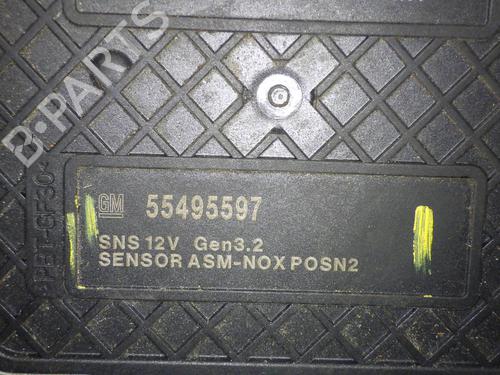 B-PARTS
>PBT-GF30<
GM 55495597
SNS 12V Gen3.2
SENSOR ASM-NOX POSN2